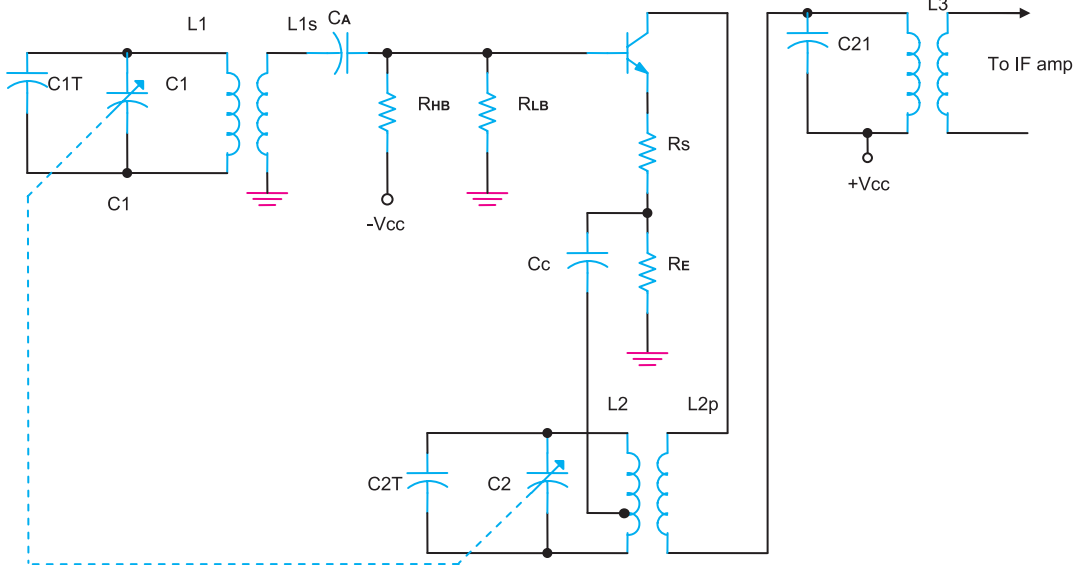 L3
L1
L1s
CA
C21
To IF amp
C1T
C1
RHB
RLB
Rs
+Vcc
C1
-Vcc
Cc
RE
L2
L2p
C2T
C2